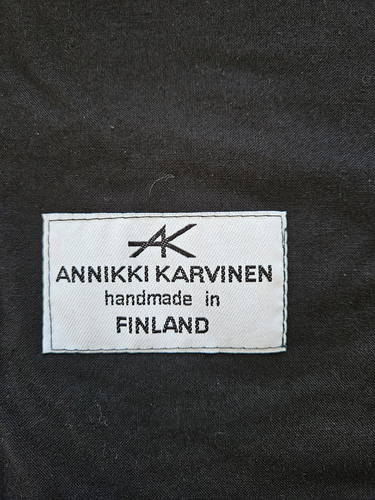 AK
ANNIKKI KARVINEN
handmade in
FINLAND